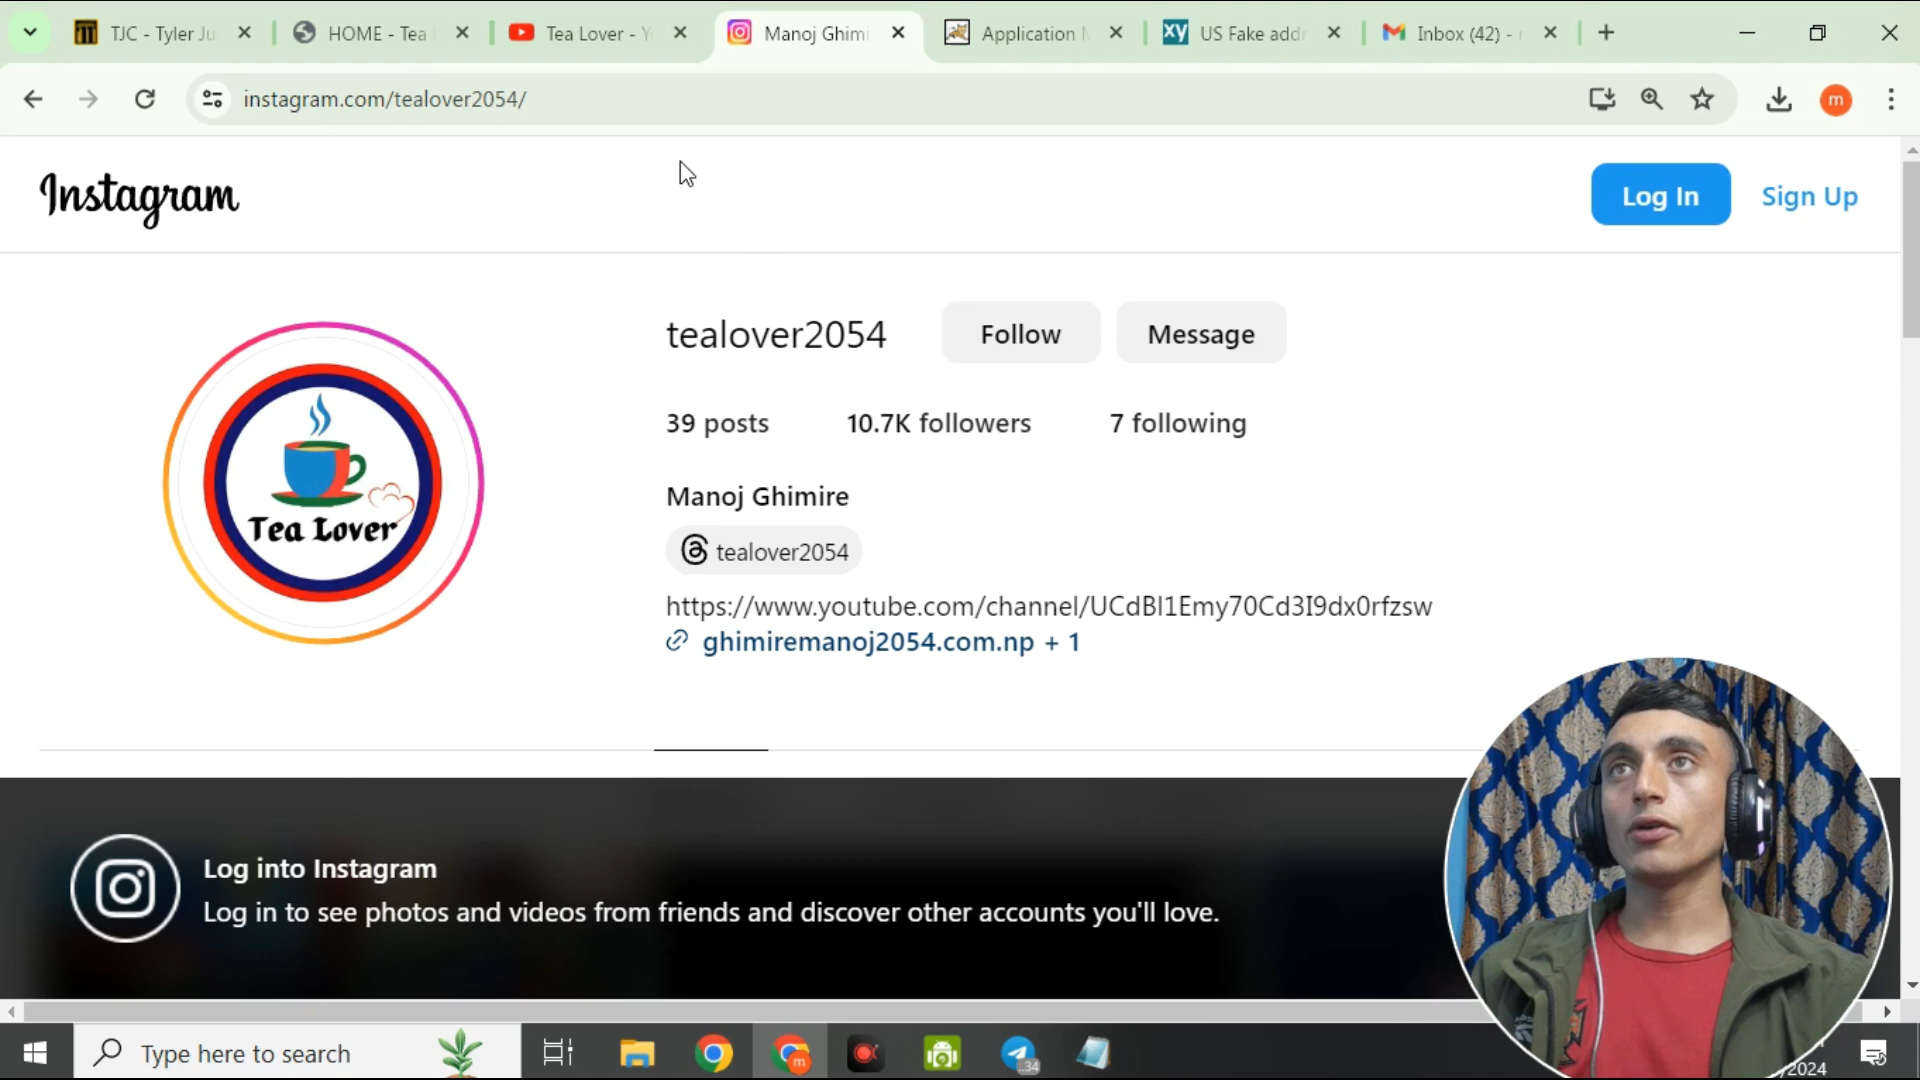 TJC - Tyler Ju
HOME - Tea
Tea Lover - Y
Manoj Ghimi
Application M
US Fake addr
Inbox (42) -
instagram.com/tealover2054/
m
Instagram
Log In
Sign Up
tealover2054
Follow
Message
39 posts
10.7K followers
7 following
Manoj Ghimire
tealover2054
https://www.youtube.com/channel/UCdBl1Emy70Cd3I9dx0rfzsw
ghimiremanoj2054.com.np + 1
Tea Lover
Log into Instagram
Log in to see photos and videos from friends and discover other accounts you'll love.
Type here to search
m
34
/2024